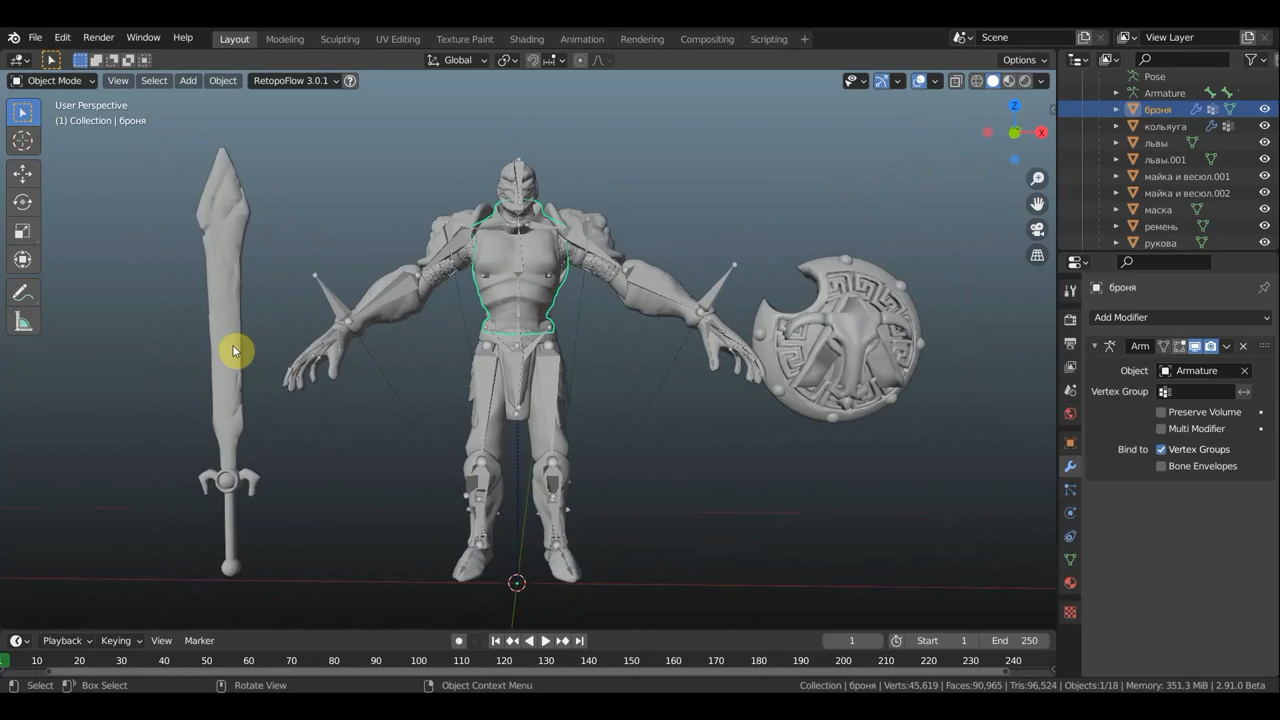 File Edit Render Window Help Layout Modeling Sculpting UV Editing Texture Paint Shading Animation Rendering Compositing Scripting + Scene View Layer
Global Options
Object Mode View Select Add Object RetopoFlow 3.0.1
User Perspective
(1) Collection | броня
Z
X
Pose
Armature
броня
кольяуга
львы
львы.001
майка и весюл.001
майка и весюл.002
маска
ремень
рукова
броня
Add Modifier
Arm
Object Armature
Vertex Group
Preserve Volume
Multi Modifier
Bind to Vertex Groups
Bone Envelopes
Playback Keying View Marker 1 Start 1 End 250
10 20 30 40 50 60 70 80 90 100 110 120 130 140 150 160 170 180 190 200 210 220 230 240
Select Box Select Rotate View Object Context Menu Collection | броня | Verts:45,619 | Faces:90,965 | Tris:96,524 | Objects:1/18 | Memory: 351.3 MiB | 2.91.0 Beta